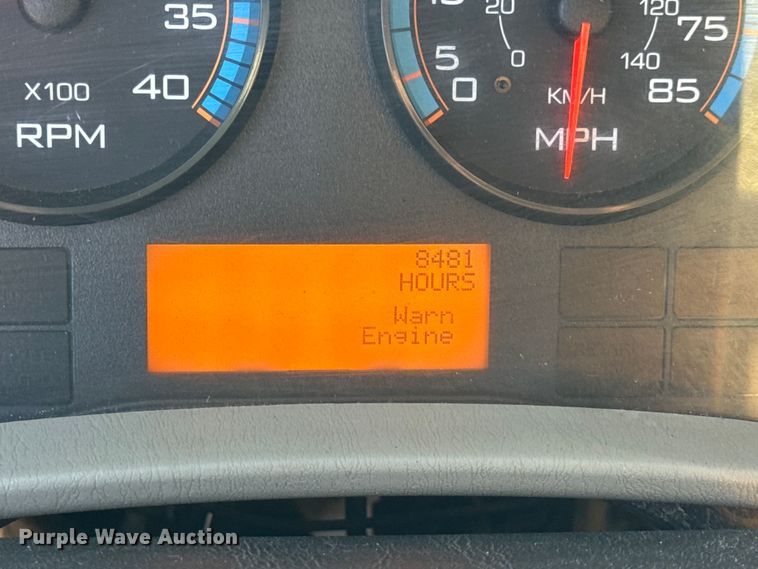 35
X100 40
RPM
15 20 120 75
5 0 140
0 KM/H 85
MPH
8481
HOURS
Warn
Engine
Purple Wave Auction